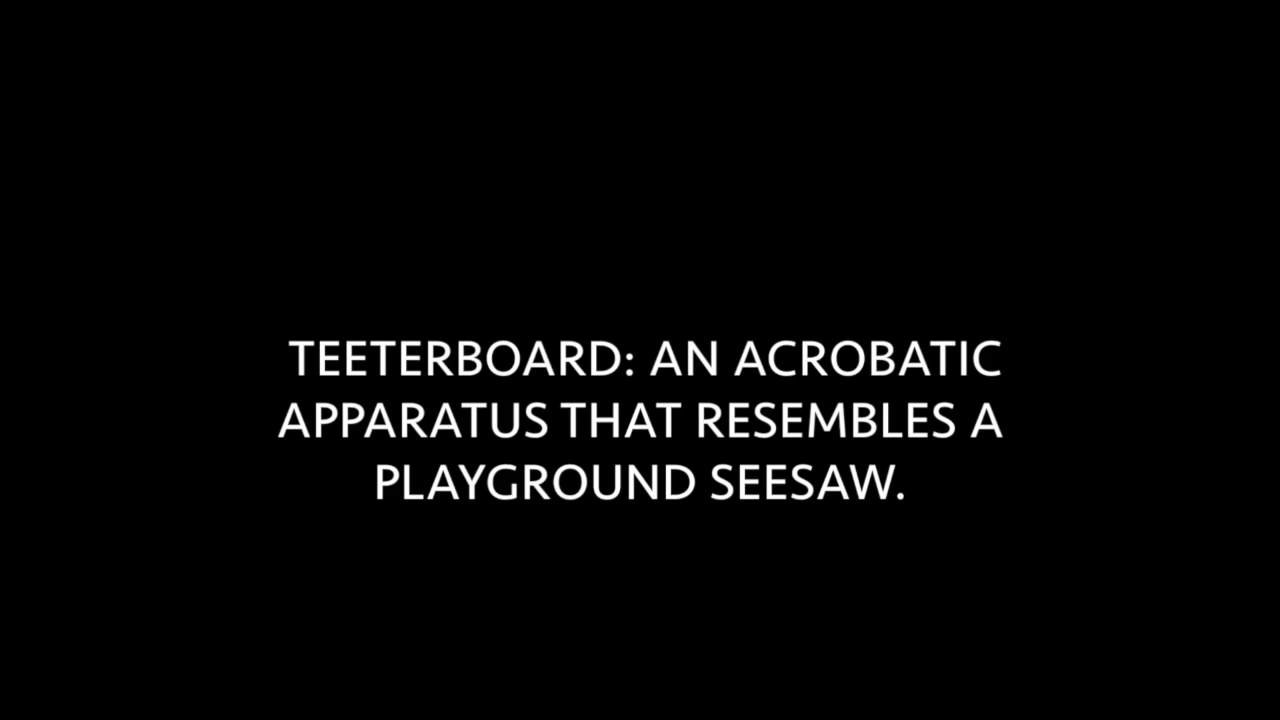 TEETERBOARD: AN ACROBATIC
APPARATUS THAT RESEMBLES A
PLAYGROUND SEESAW.